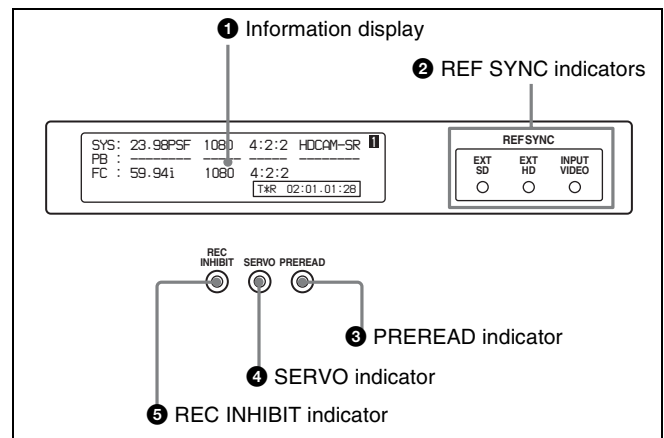 ❶ Information display
❷ REF SYNC indicators
SYS: 23.98PSF 1080 4:2:2 HDCAM-SR 1
PB : -------- ---- ----- --------
FC : 59.94i 1080 4:2:2
T*R 02:01.01:28
REF SYNC
EXT SD EXT HD INPUT VIDEO
REC INHIBIT SERVO PREREAD
❸ PREREAD indicator
❹ SERVO indicator
❺ REC INHIBIT indicator